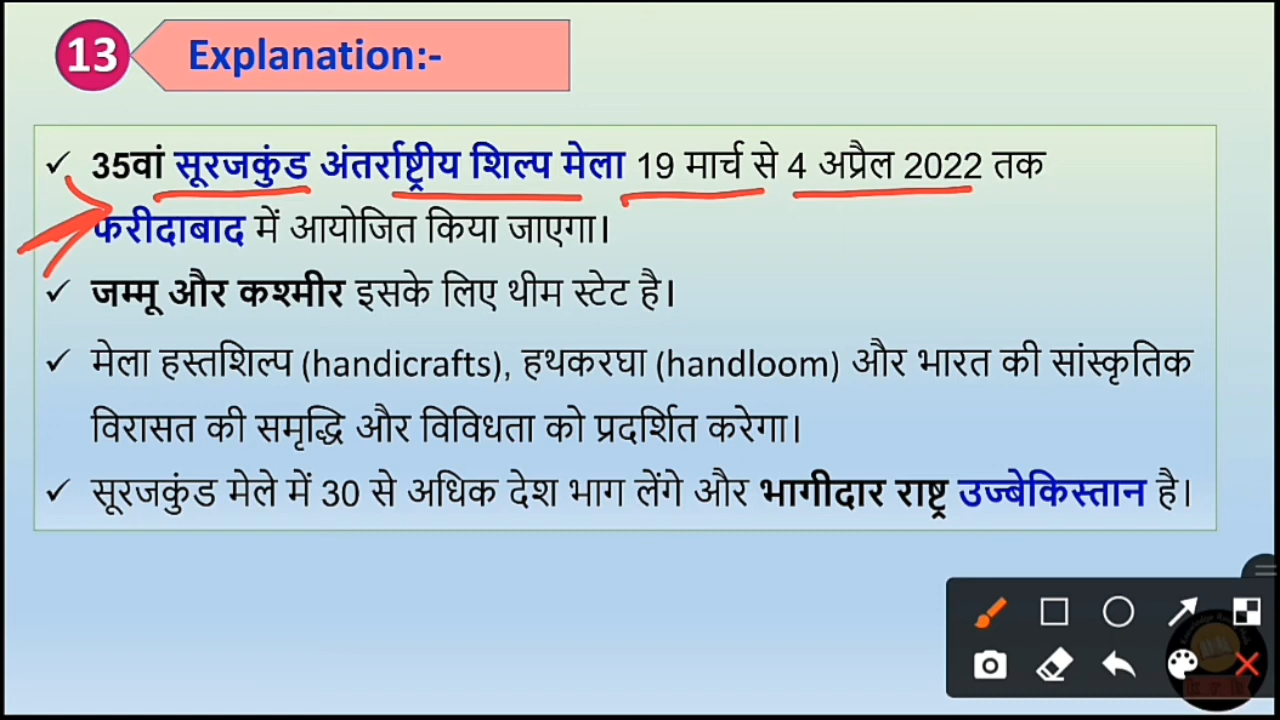 13 Explanation:-
✓ 35वां सूरजकुंड अंतर्राष्ट्रीय शिल्प मेला 19 मार्च से 4 अप्रैल 2022 तक
फरीदाबाद में आयोजित किया जाएगा।
✓ जम्मू और कश्मीर इसके लिए थीम स्टेट है।
✓ मेला हस्तशिल्प (handicrafts), हथकरघा (handloom) और भारत की सांस्कृतिक
विरासत की समृद्धि और विविधता को प्रदर्शित करेगा।
✓ सूरजकुंड मेले में 30 से अधिक देश भाग लेंगे और भागीदार राष्ट्र उज्बेकिस्तान है।